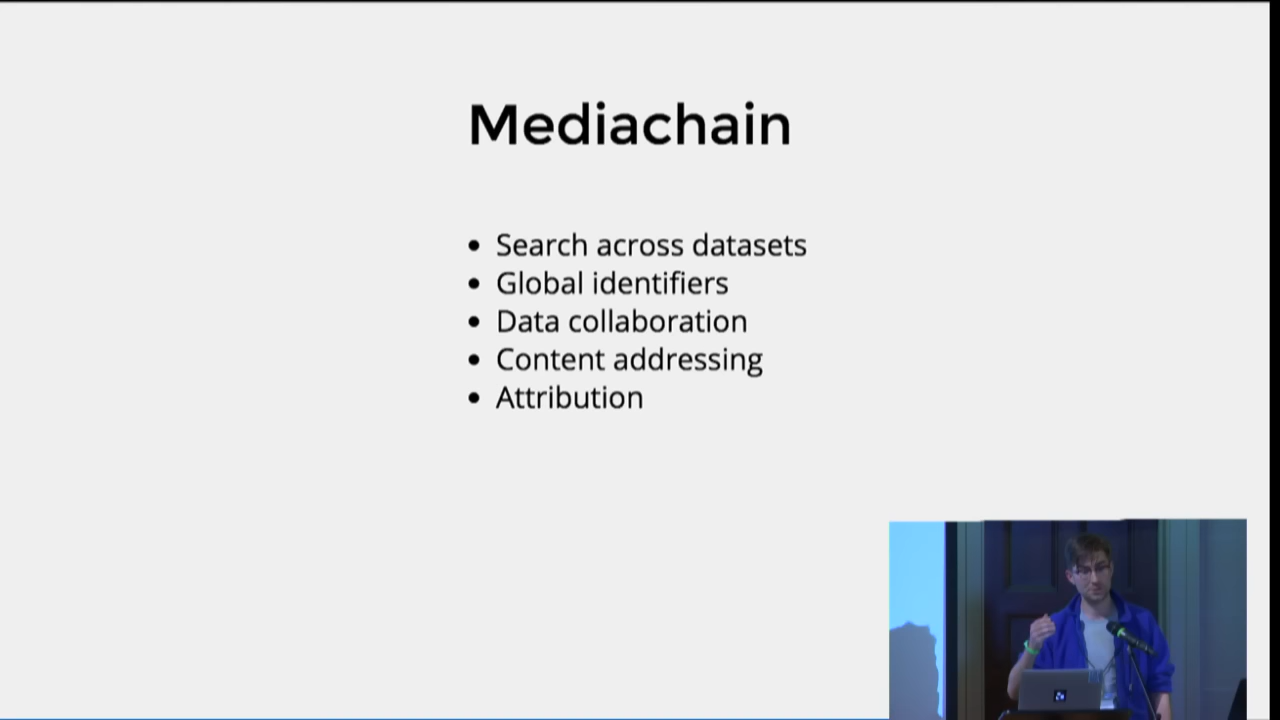 Mediachain
Search across datasets
Global identifiers
Data collaboration
Content addressing
Attribution